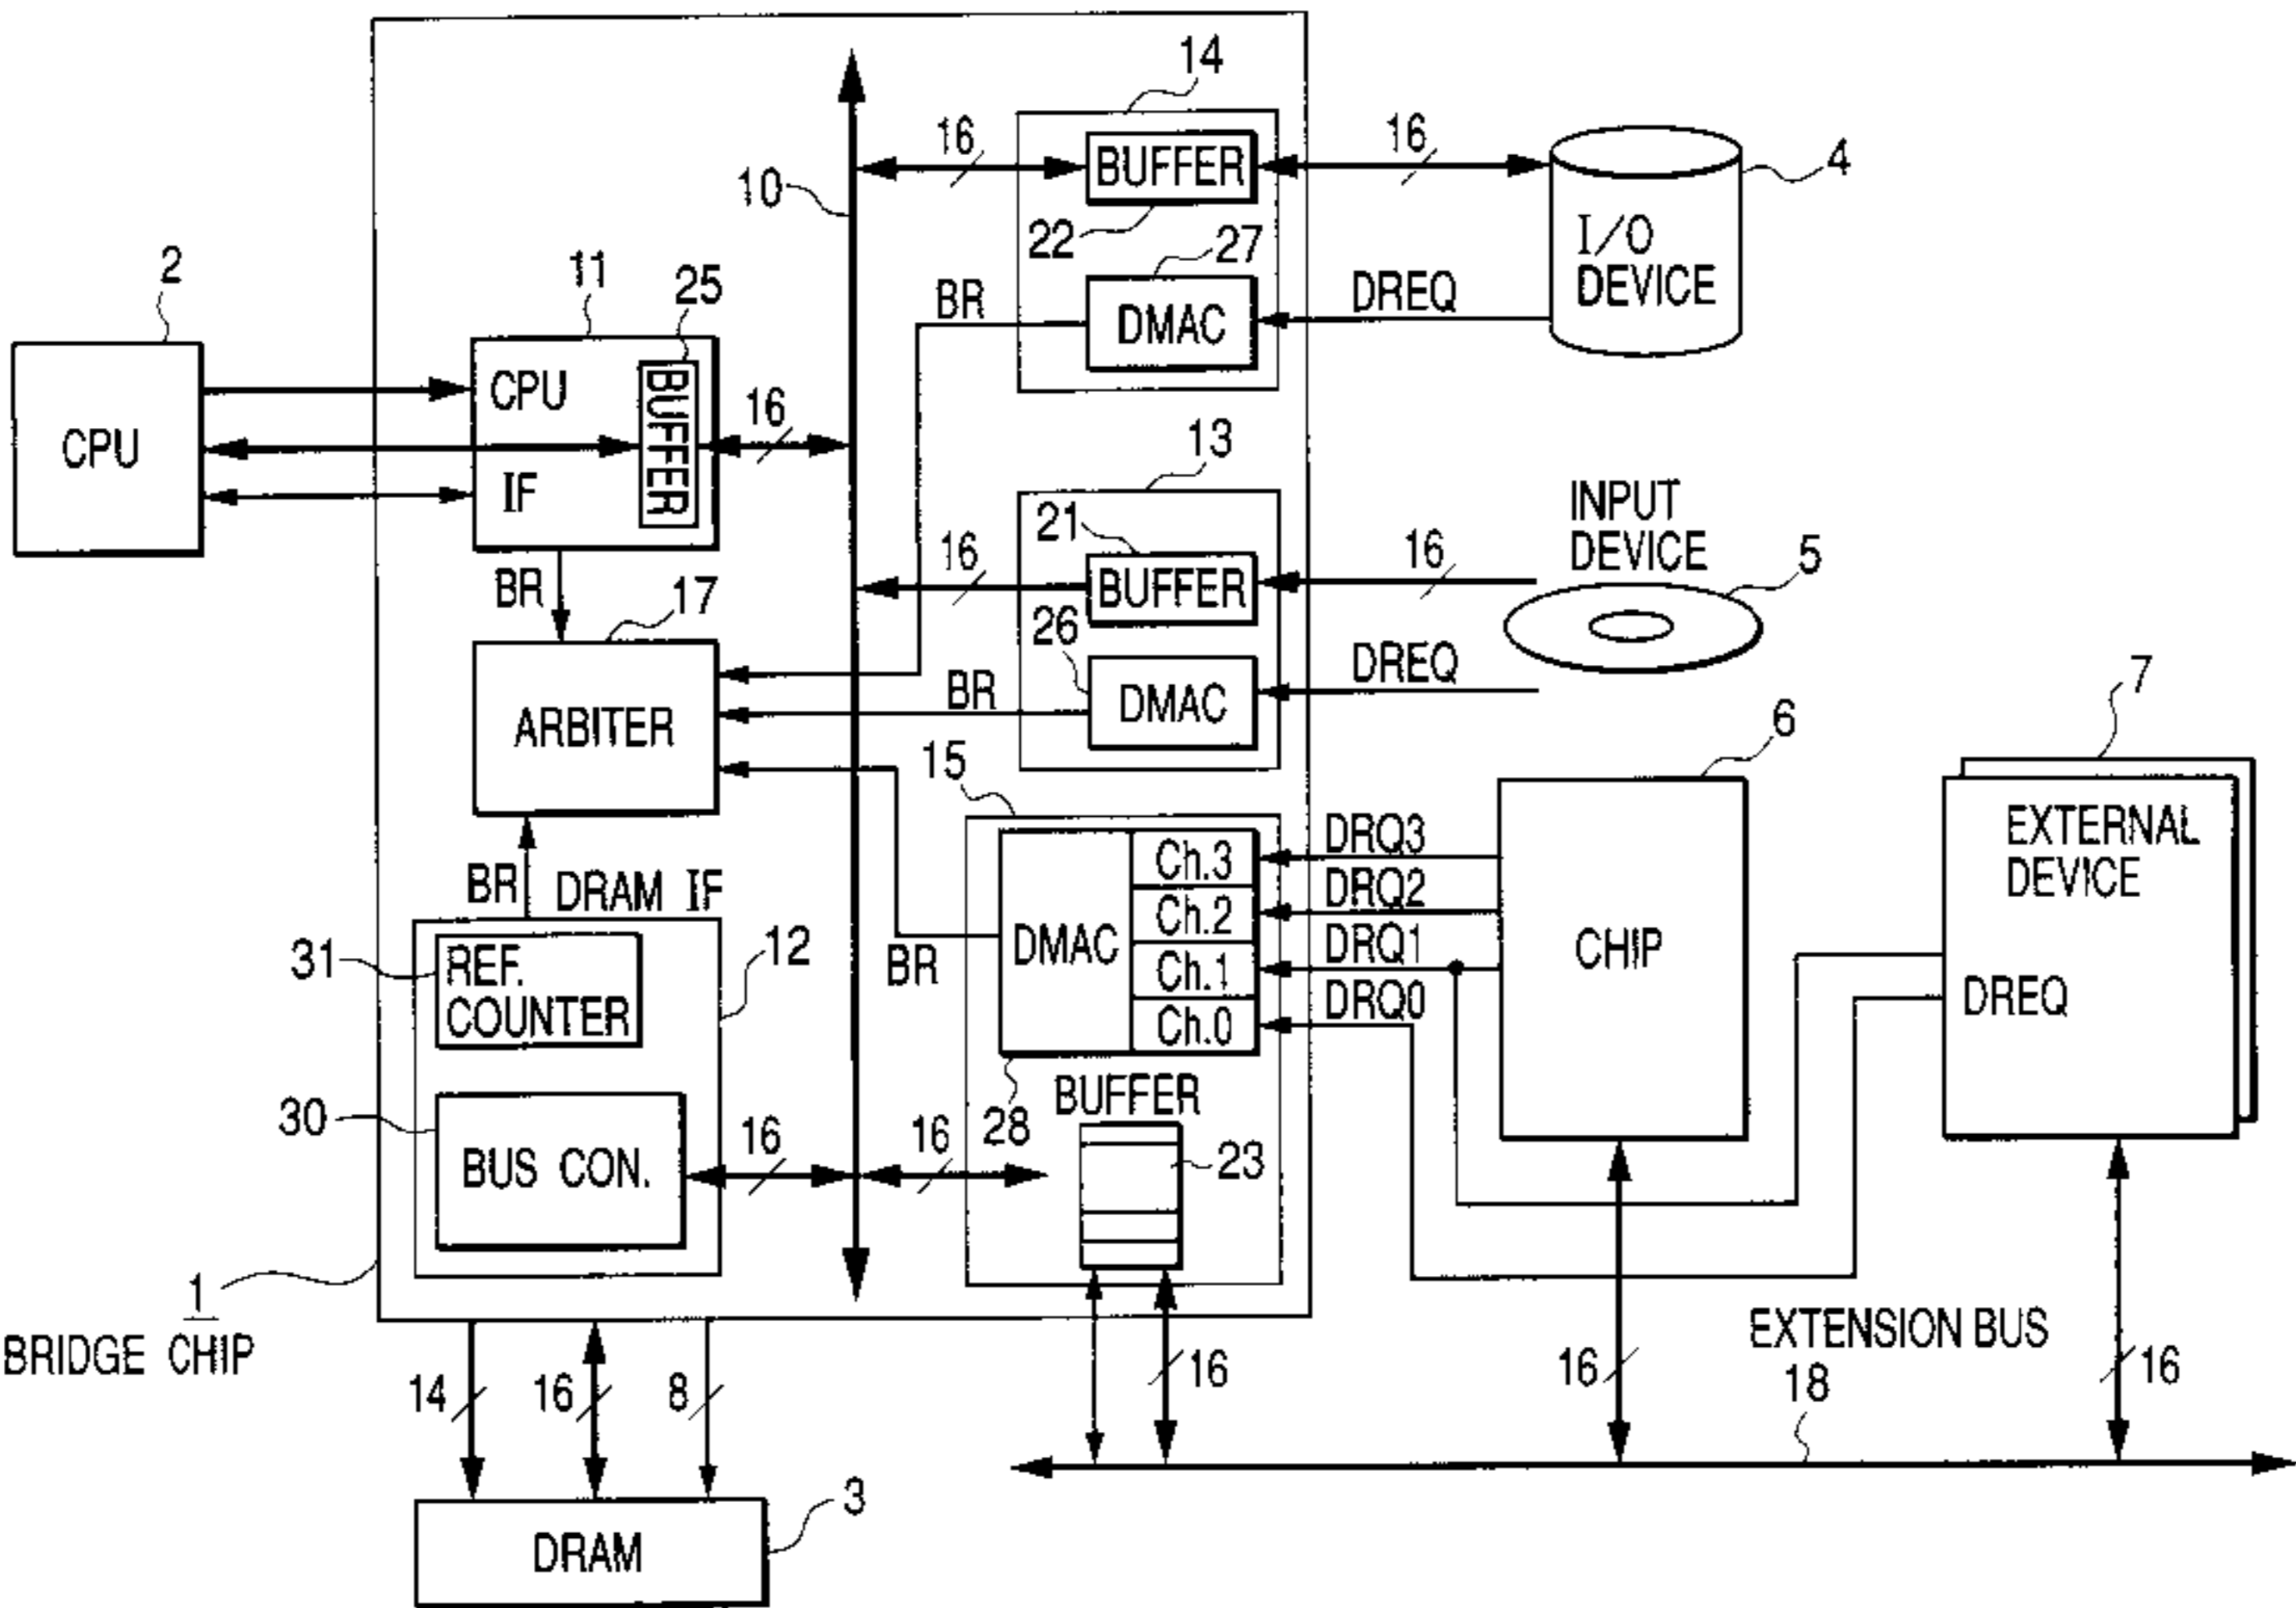 14
16
BUFFER
16
4
10
22
I/O
DEVICE
27
BR
DMAC
DREQ
2
11
25
CPU
CPU
IF
BUFFER
16
13
INPUT
DEVICE
21
16
BUFFER
16
5
BR
17
26
DREQ
BR
DMAC
ARBITER
7
6
15
EXTERNAL
DEVICE
DREQ
CHIP
DRQ3
DRQ2
DRQ1
DRQ0
Ch.3
Ch.2
Ch.1
Ch.0
DMAC
BR
BR
DRAM IF
12
31
REF.
COUNTER
28
BUFFER
30
BUS CON.
16
16
23
1
BRIDGE CHIP
EXTENSION BUS
14
16
8
16
16
16
18
3
DRAM